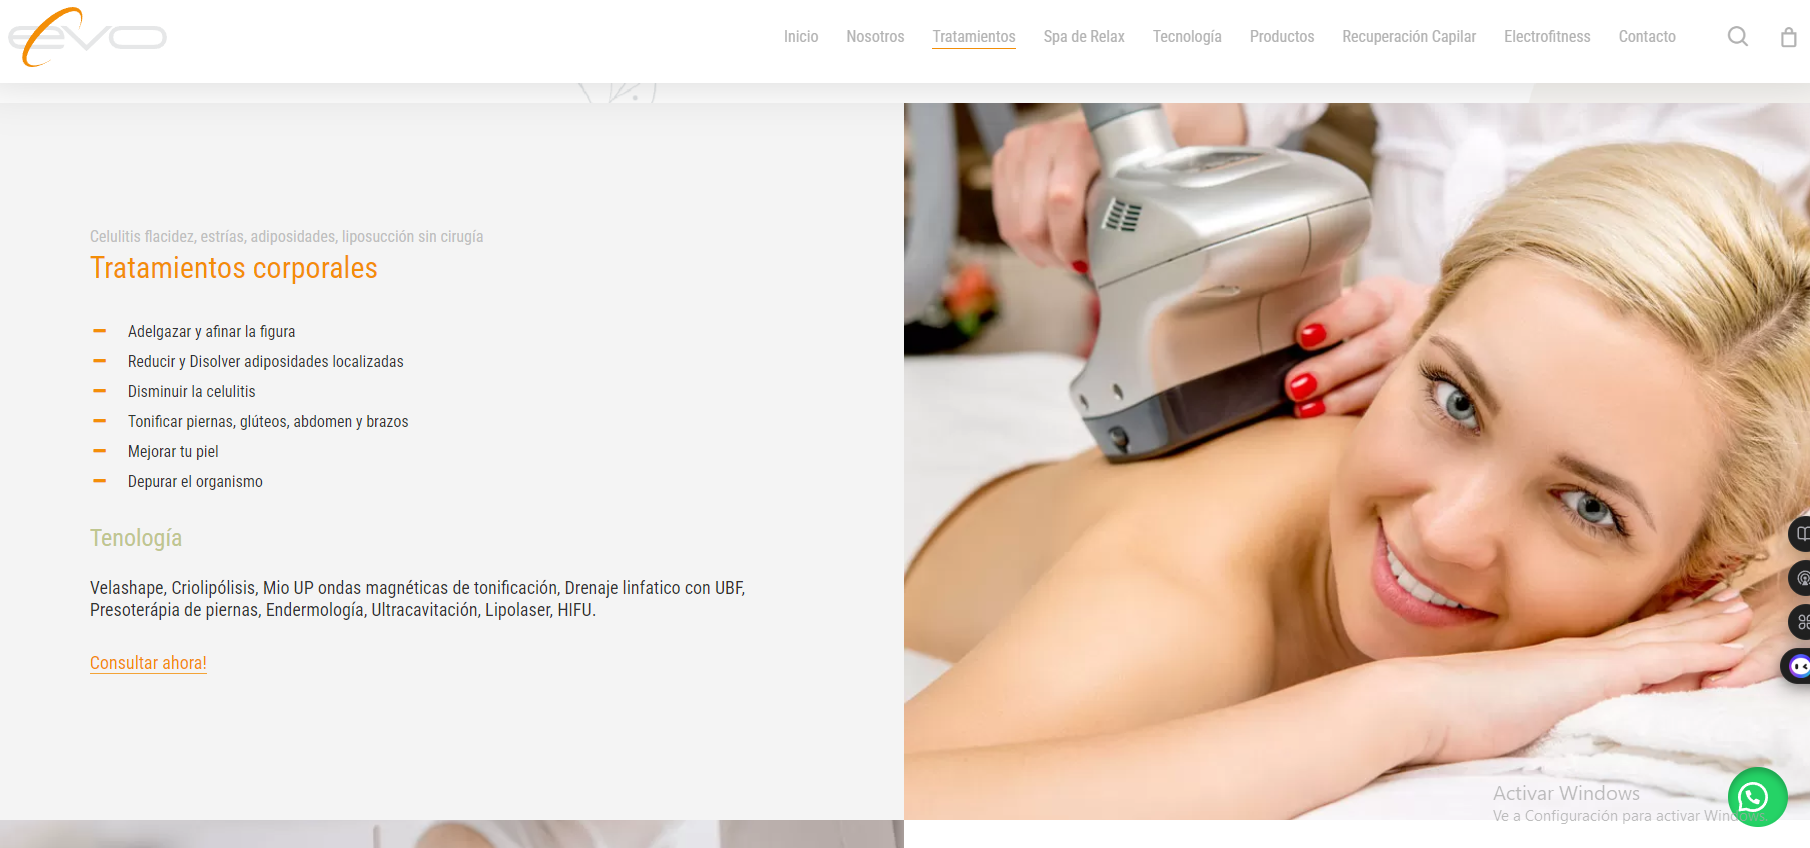 evo
Inicio
Nosotros
Tratamientos
Spa de Relax
Tecnología
Productos
Recuperación Capilar
Electrofitness
Contacto
Celulitis flacidez, estrías, adiposidades, liposucción sin cirugía
Tratamientos corporales
Adelgazar y afinar la figura
Reducir y Disolver adiposidades localizadas
Disminuir la celulitis
Tonificar piernas, glúteos, abdomen y brazos
Mejorar tu piel
Depurar el organismo
Tenología
Velashape, Criolipólisis, Mio UP ondas magnéticas de tonificación, Drenaje linfatico con UBF,
Presoterápia de piernas, Endermología, Ultracavitación, Lipolaser, HIFU.
Consultar ahora!
Activar Windows
Ve a Configuración para activar Windows.